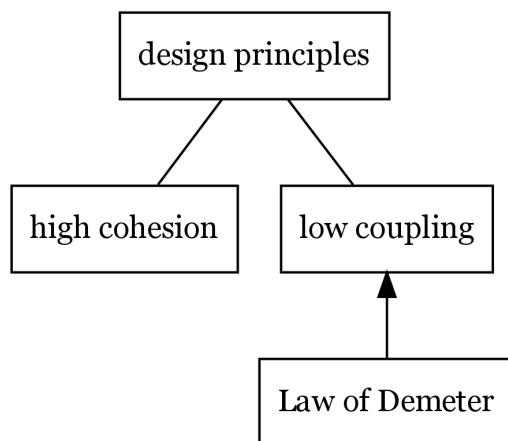 design principles
high cohesion
low coupling
Law of Demeter